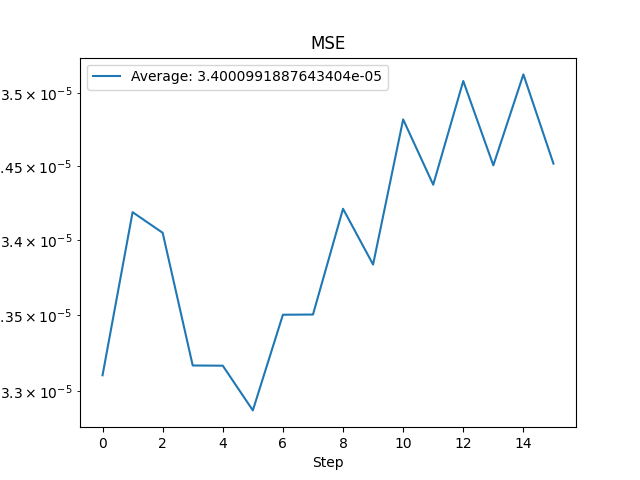 MSE
Average: 3.4000991887643404e-05
3.5 × 10⁻⁵
.45 × 10⁻⁵
3.4 × 10⁻⁵
.35 × 10⁻⁵
3.3 × 10⁻⁵
0 2 4 6 8 10 12 14
Step